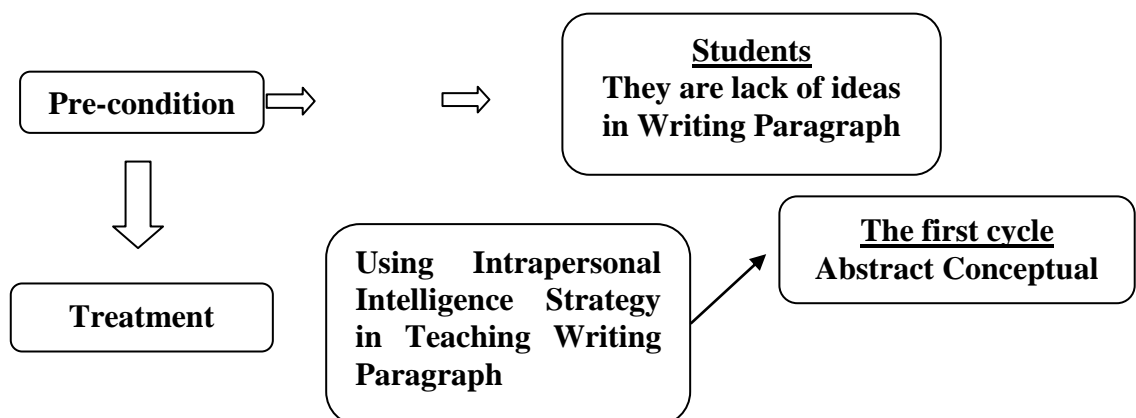 Pre-condition
Students
They are lack of ideas
in Writing Paragraph
Treatment
Using Intrapersonal
Intelligence Strategy
in Teaching Writing
Paragraph
The first cycle
Abstract Conceptual